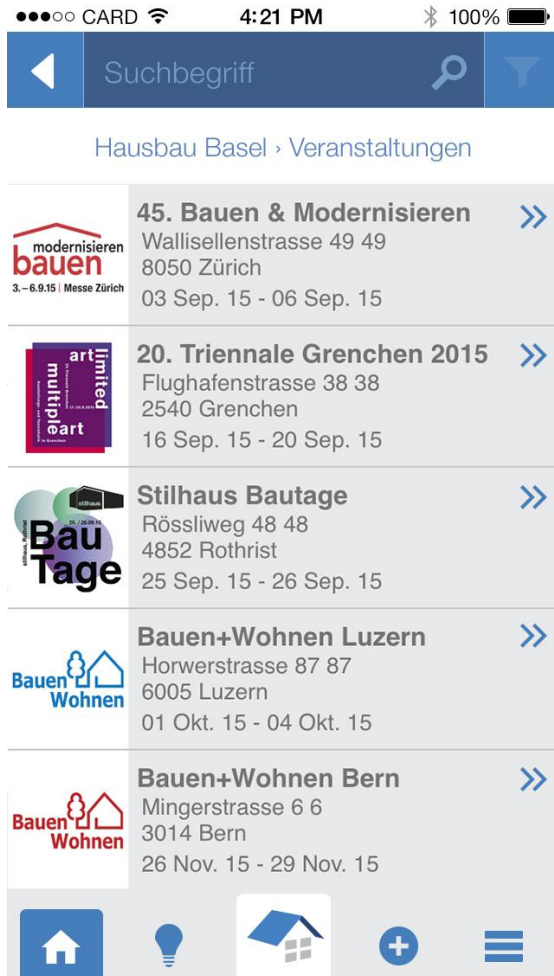 CARD 4:21 PM 100%
Suchbegriff
Hausbau Basel › Veranstaltungen
modernisieren
bauen
3. – 6.9.15 | Messe Zürich
45. Bauen & Modernisieren
Wallisellenstrasse 49 49
8050 Zürich
03 Sep. 15 - 06 Sep. 15
art limited
multiple art
20. Triennale Grenchen 2015
Flughafenstrasse 38 38
2540 Grenchen
16 Sep. 15 - 20 Sep. 15
stilhaus
stilhaus, Rothrist
Bau
Tage
Stilhaus Bautage
Rössliweg 48 48
4852 Rothrist
25 Sep. 15 - 26 Sep. 15
Bauen
Wohnen
Bauen+Wohnen Luzern
Horwerstrasse 87 87
6005 Luzern
01 Okt. 15 - 04 Okt. 15
Bauen
Wohnen
Bauen+Wohnen Bern
Mingerstrasse 6 6
3014 Bern
26 Nov. 15 - 29 Nov. 15